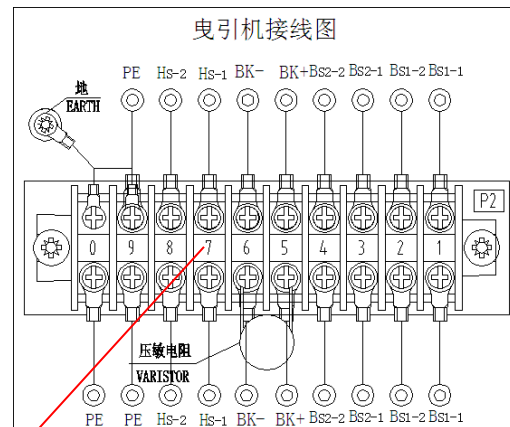 曳引机接线图
PE Hs-2 Hs-1 BK- BK+ Bs2-2 Bs2-1 Bs1-2 Bs1-1
地
EARTH
P2
0 9 8 7 6 5 4 3 2 1
压敏电阻
VARISTOR
PE PE Hs-2 Hs-1 BK- BK+ Bs2-2 Bs2-1 Bs1-2 Bs1-1